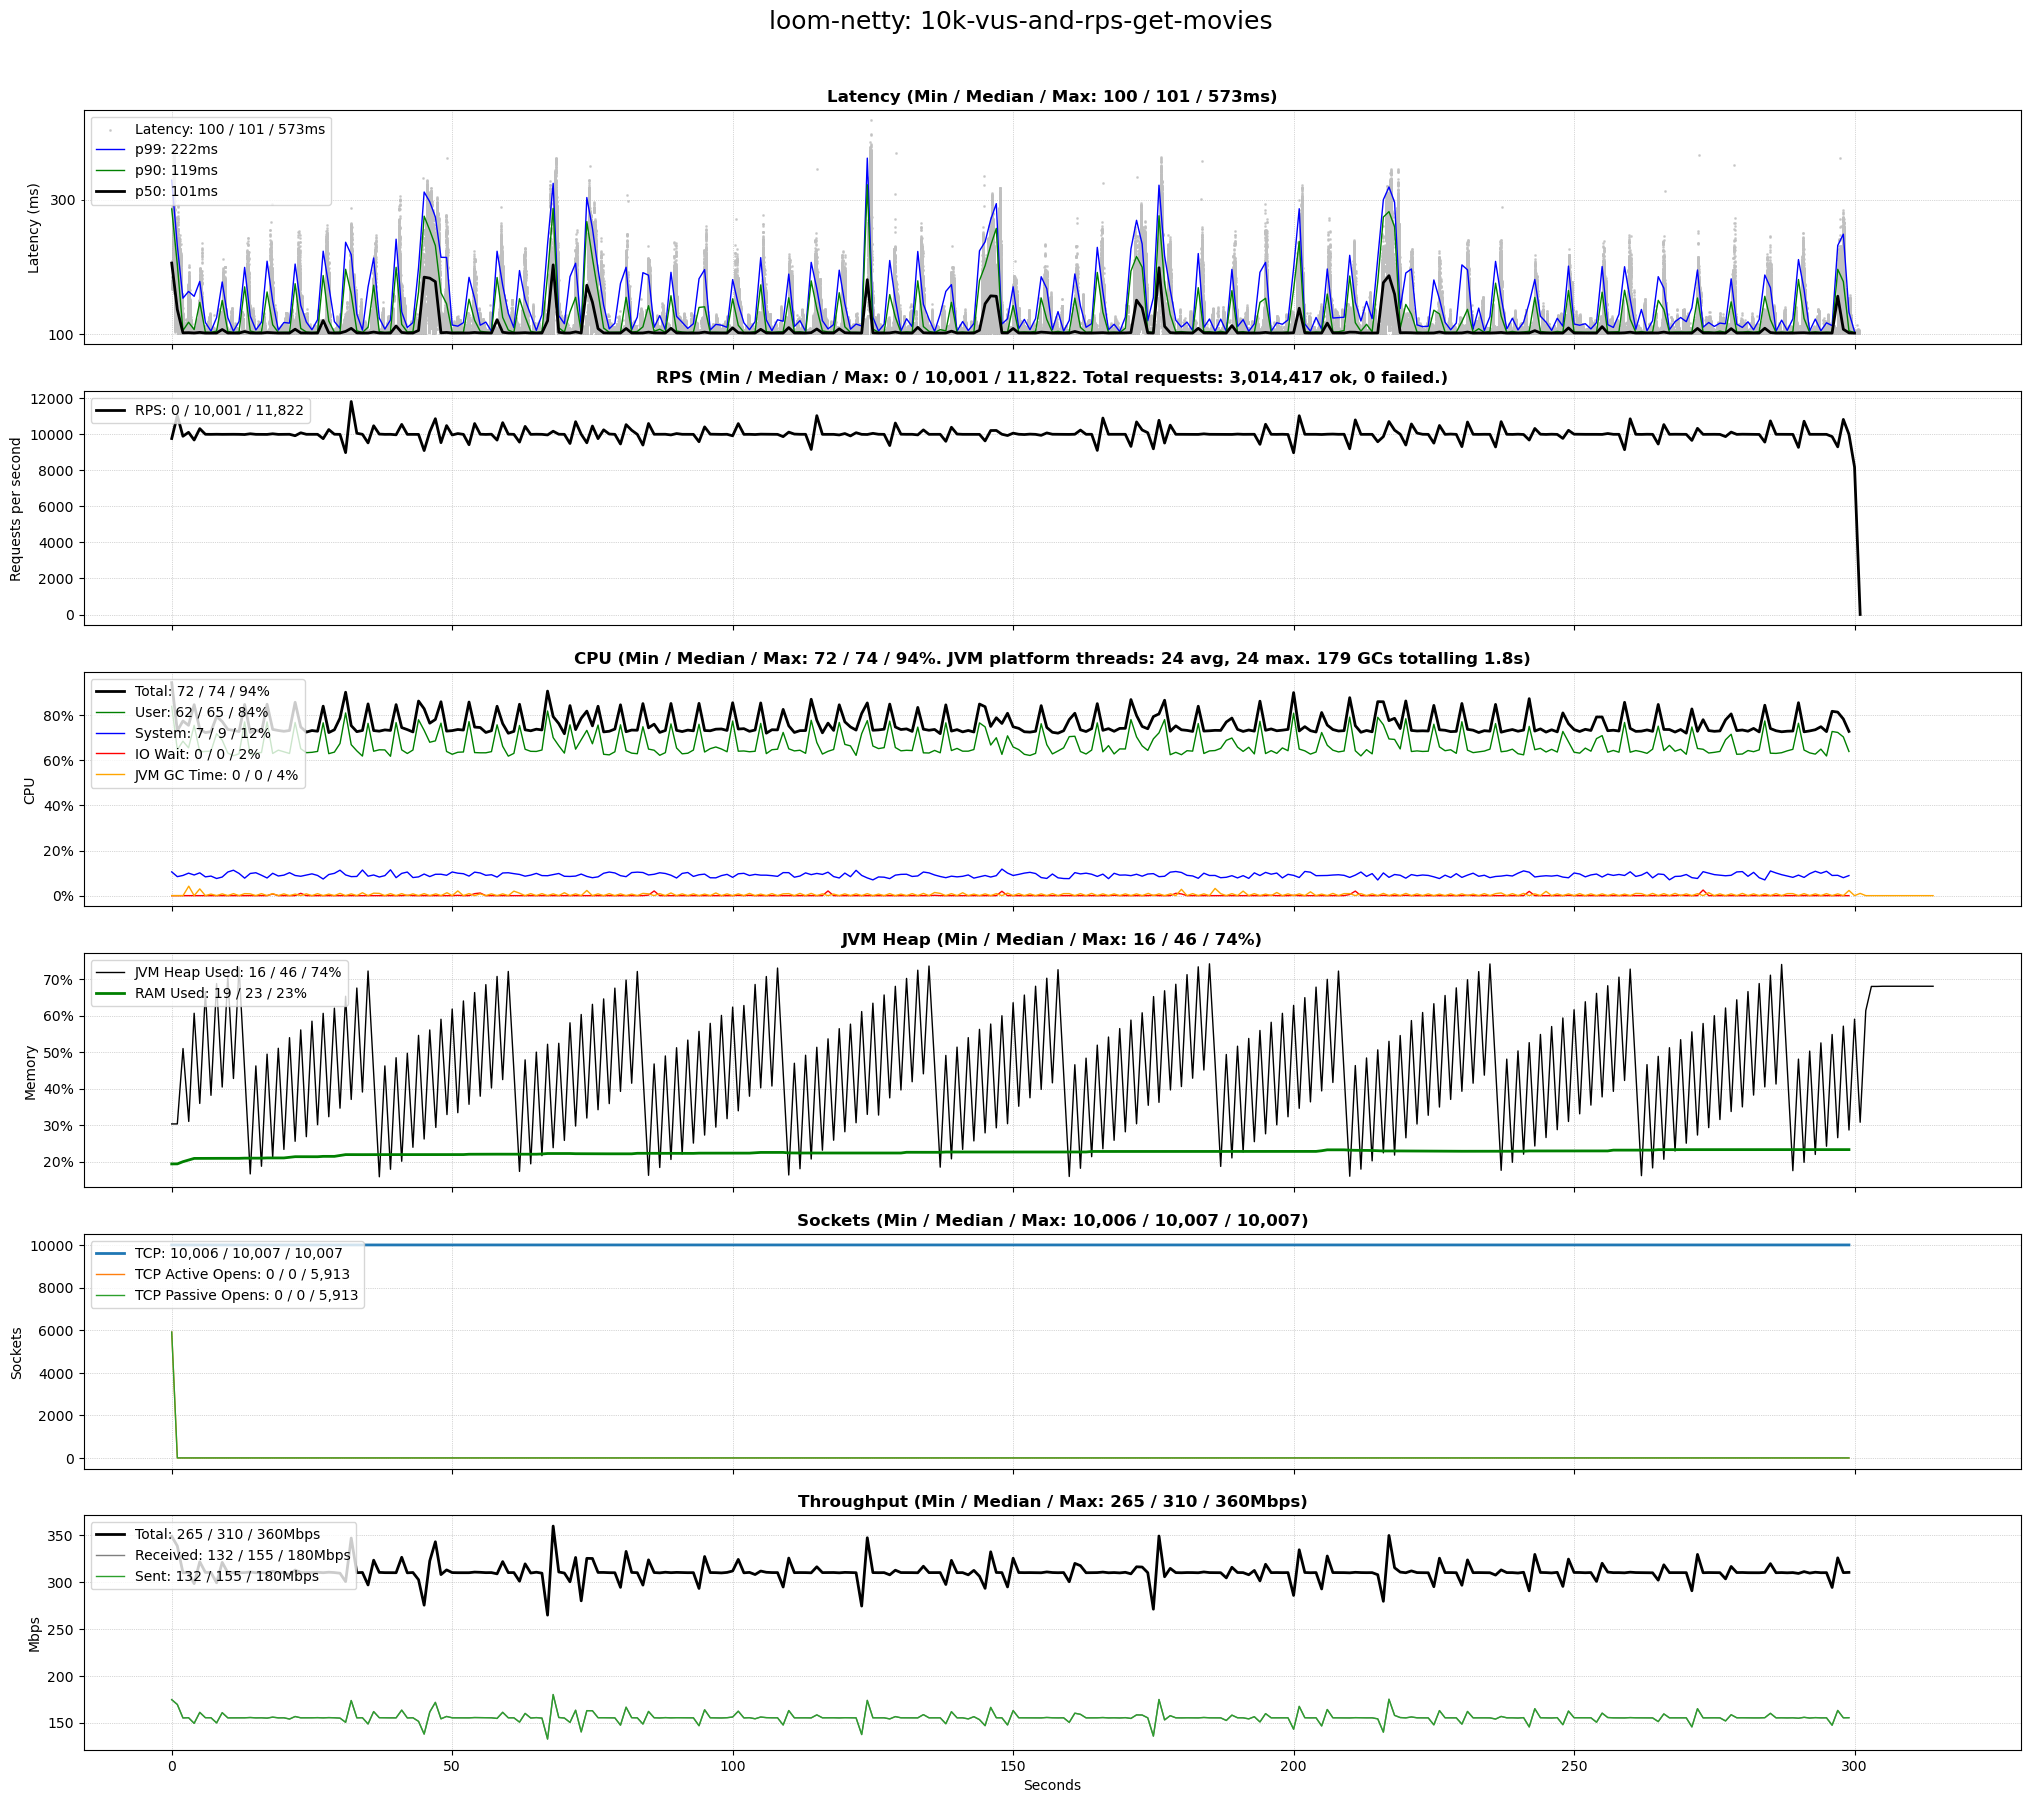 loom-netty: 10k-vus-and-rps-get-movies
Latency (Min / Median / Max: 100 / 101 / 573ms)
Latency: 100 / 101 / 573ms
p99: 222ms
p90: 119ms
p50: 101ms
Latency (ms)
300
100
RPS (Min / Median / Max: 0 / 10,001 / 11,822. Total requests: 3,014,417 ok, 0 failed.)
RPS: 0 / 10,001 / 11,822
Requests per second
12000
10000
8000
6000
4000
2000
0
CPU (Min / Median / Max: 72 / 74 / 94%. JVM platform threads: 24 avg, 24 max. 179 GCs totalling 1.8s)
Total: 72 / 74 / 94%
User: 62 / 65 / 84%
System: 7 / 9 / 12%
IO Wait: 0 / 0 / 2%
JVM GC Time: 0 / 0 / 4%
CPU
80%
60%
40%
20%
0%
JVM Heap (Min / Median / Max: 16 / 46 / 74%)
JVM Heap Used: 16 / 46 / 74%
RAM Used: 19 / 23 / 23%
Memory
70%
60%
50%
40%
30%
20%
Sockets (Min / Median / Max: 10,006 / 10,007 / 10,007)
TCP: 10,006 / 10,007 / 10,007
TCP Active Opens: 0 / 0 / 5,913
TCP Passive Opens: 0 / 0 / 5,913
Sockets
10000
8000
6000
4000
2000
0
Throughput (Min / Median / Max: 265 / 310 / 360Mbps)
Total: 265 / 310 / 360Mbps
Received: 132 / 155 / 180Mbps
Sent: 132 / 155 / 180Mbps
Mbps
350
300
250
200
150
0 50 100 150 200 250 300
Seconds